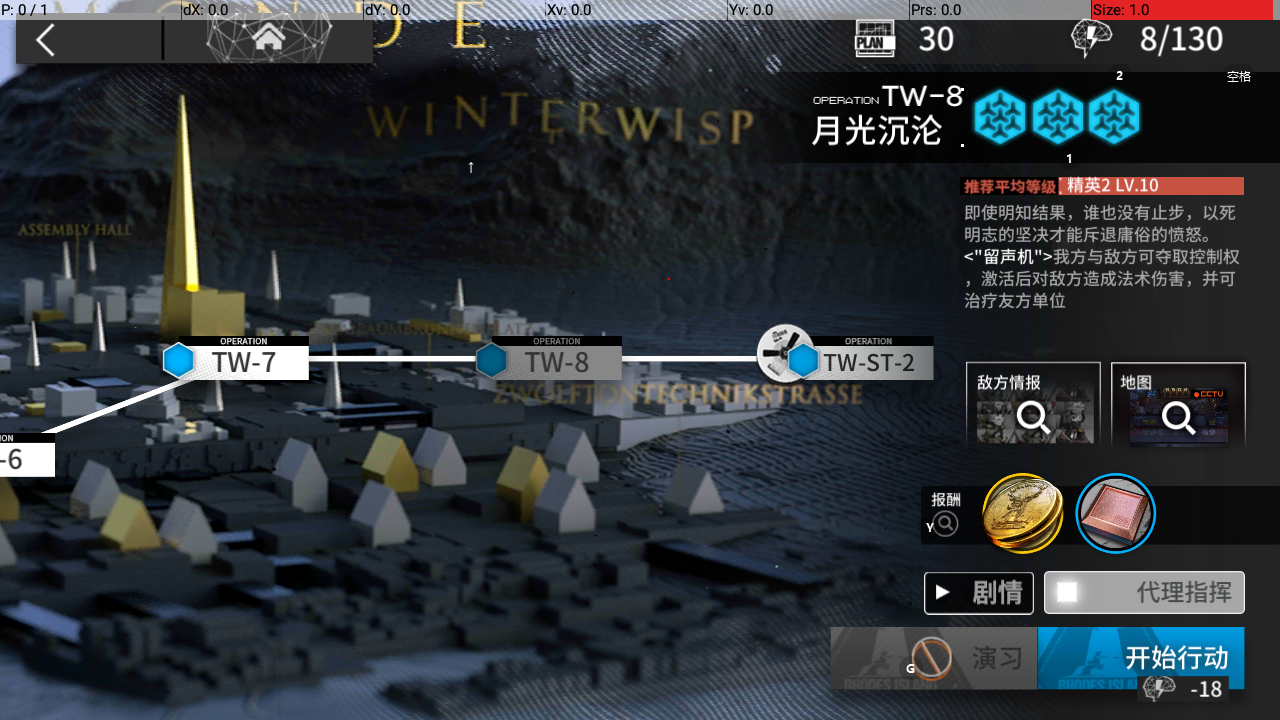 P: 0 / 1
dX: 0.0
dY: 0.0
Xv: 0.0
Yv: 0.0
Prs: 0.0
Size: 1.0
D E
PLAN
30
8/130
2
空格
WINTERWISP
OPERATION TW-8
月光沉沦
1
↑
推荐平均等级 精英2 LV.10
即使明知结果，谁也没有止步，以死
明志的坚决才能斥退庸俗的愤怒。
<"留声机">我方与敌方可夺取控制权
，激活后对敌方造成法术伤害，并可
治疗友方单位
ASSEMBLY HALL
OPERATION
TW-7
OPERATION
TW-8
OPERATION
TW-ST-2
ZWÖLFTONTECHNIKSTRASSE
ION
-6
敌方情报
地图
CCTV
报酬
Y
剧情
代理指挥
G
演习
RHODES ISLAND
开始行动
RHODES ISLAND
-18